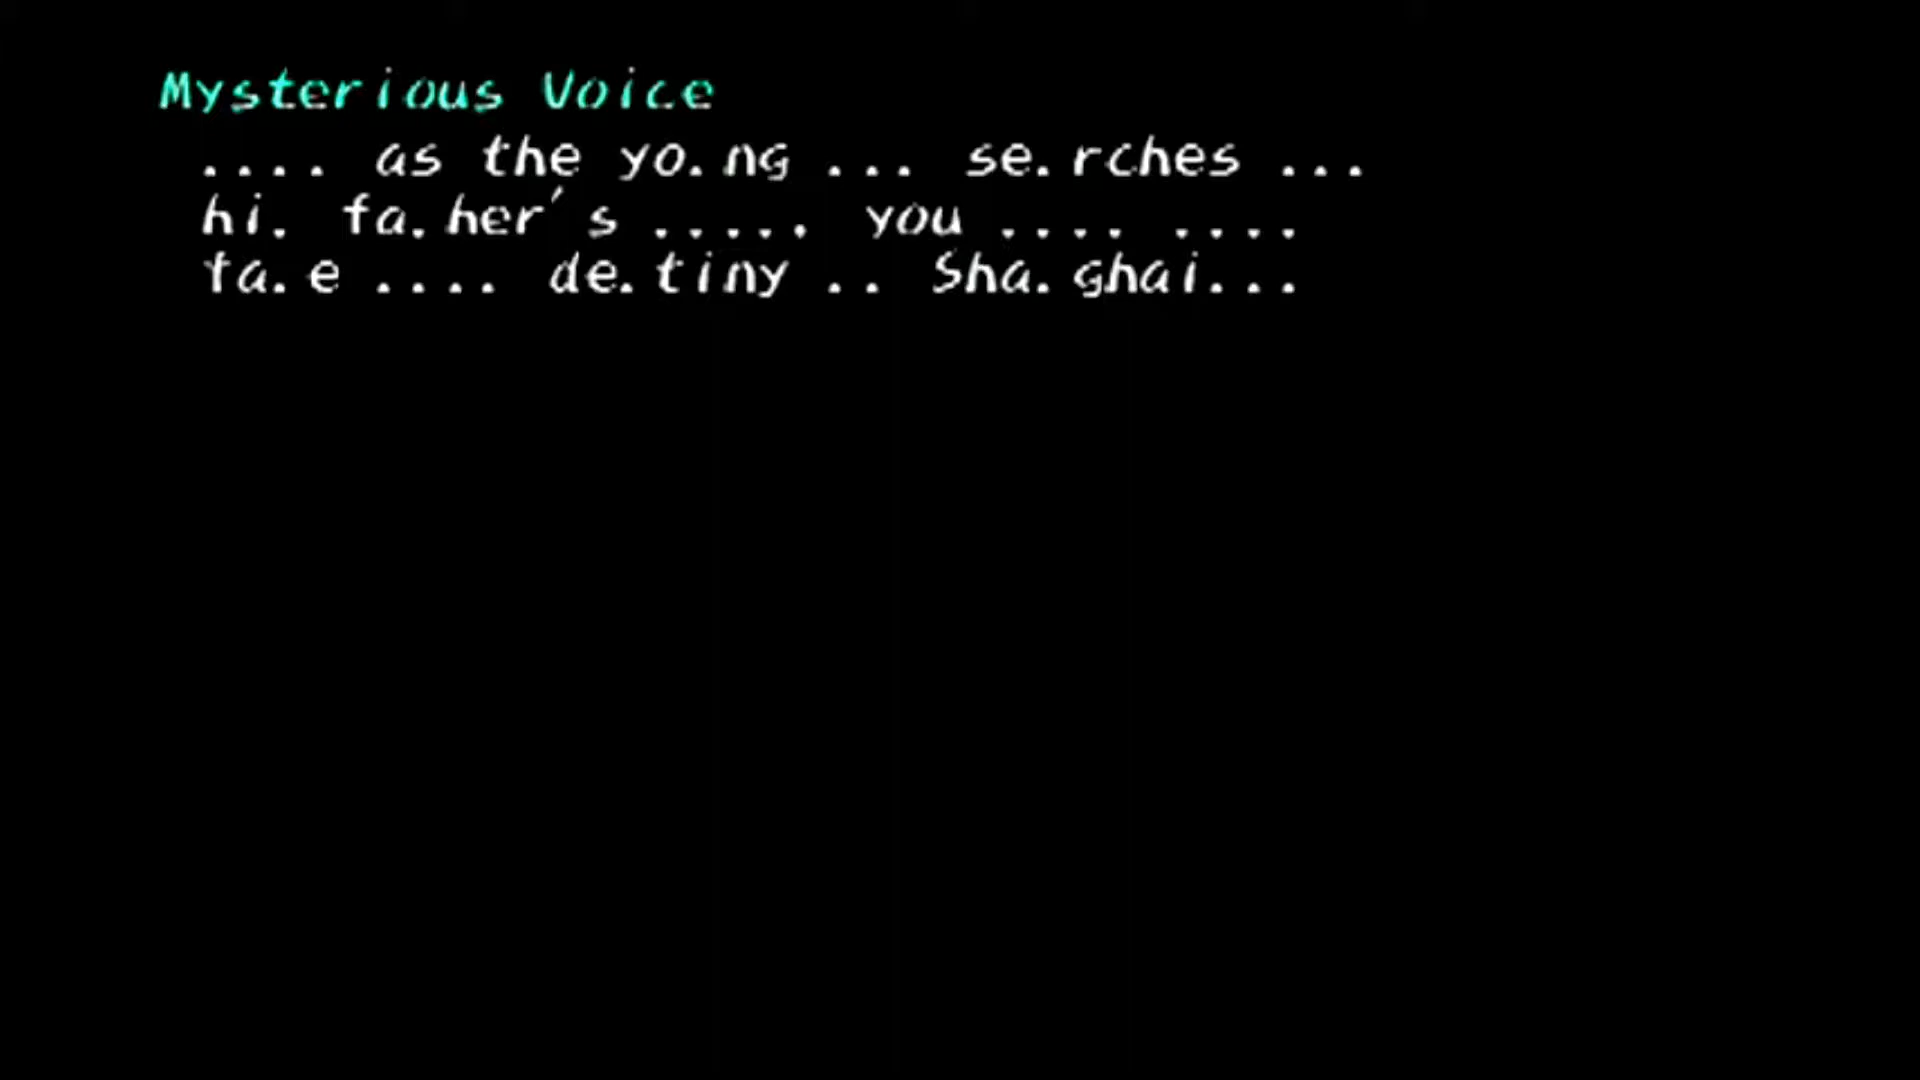 Mysterious Voice
.... as the yo.ng ... se.rches ...
hi. fa.her's ..... you .... ....
fa.e .... de.tiny .. Sha.ghai...